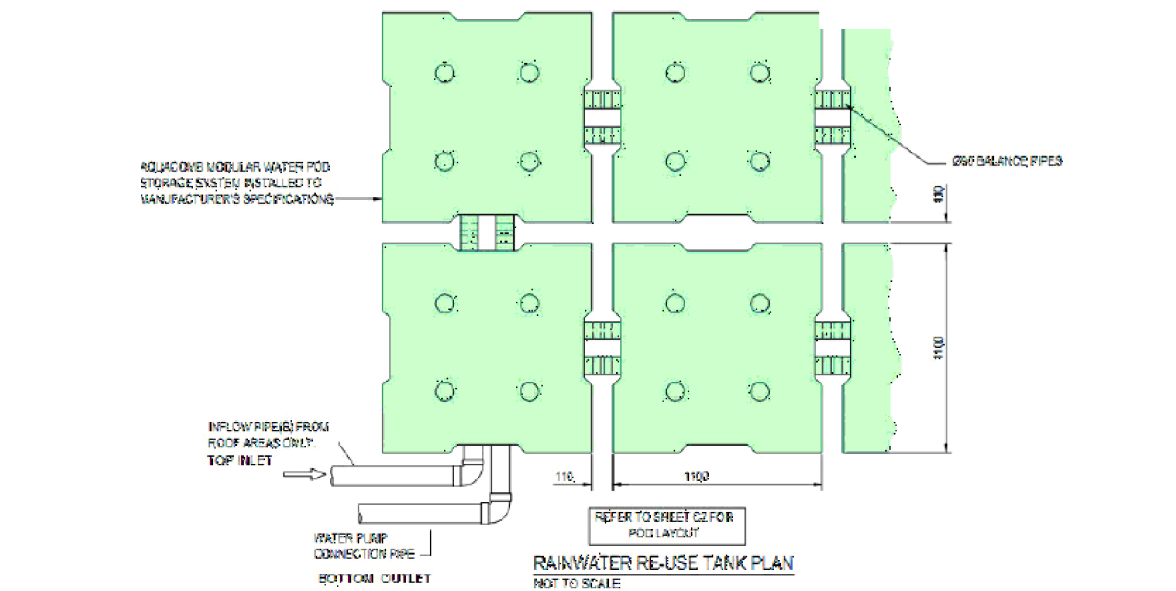 AQUACOMB MODULAR WATER POD
STORAGE SYSTEM INSTALLED TO
MANUFACTURER'S SPECIFICATIONS
BALANCE PIPES
1100
INFLOW PIPE(S) FROM
ROOF AREAS ONLY.
TOP INLET
110
1100
REFER TO SHEET C2 FOR
POD LAYOUT
WATER PUMP
CONNECTION PIPE
BOTTOM OUTLET
RAINWATER RE-USE TANK PLAN
NOT TO SCALE